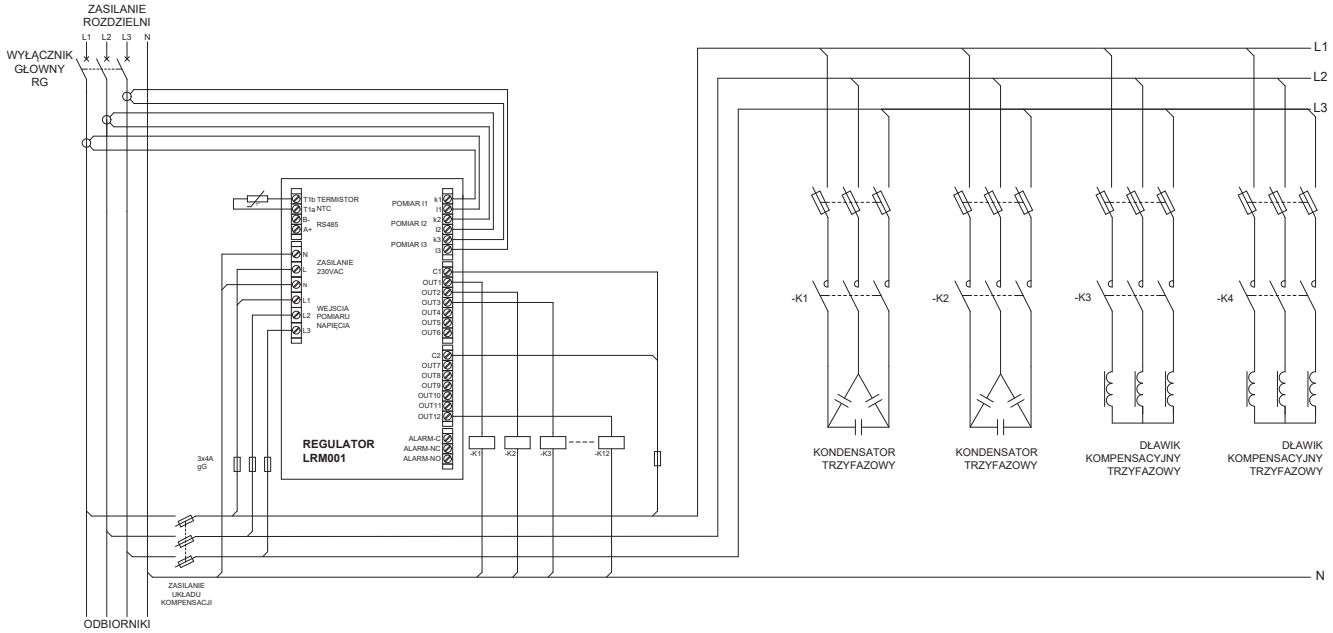 ZASILANIE
ROZDZIELNI
L1 L2 L3 N
WYŁĄCZNIK
GŁOWNY
RG
L1
L2
L3
T1b TERMISTOR
T1a NTC
B-
RS485
A+
N
L
ZASILANIE
230VAC
N
L1
L2
L3
WEJSCIA
POMIARU
NAPIĘCIA
POMIAR I1
k1
l1
POMIAR I2
k2
l2
POMIAR I3
k3
l3
C1
OUT1
OUT2
OUT3
OUT4
OUT5
OUT6
C2
OUT7
OUT8
OUT9
OUT10
OUT11
OUT12
ALARM-C
ALARM-NC
ALARM-NO
REGULATOR
LRM001
3x4A
gG
-K1
-K2
-K3
-K12
-K1
-K2
-K3
-K4
KONDENSATOR
TRZYFAZOWY
KONDENSATOR
TRZYFAZOWY
DŁAWIK
KOMPENSACYJNY
TRZYFAZOWY
DŁAWIK
KOMPENSACYJNY
TRZYFAZOWY
N
ZASILANIE
UKŁADU
KOMPENSACJI
ODBIORNIKI